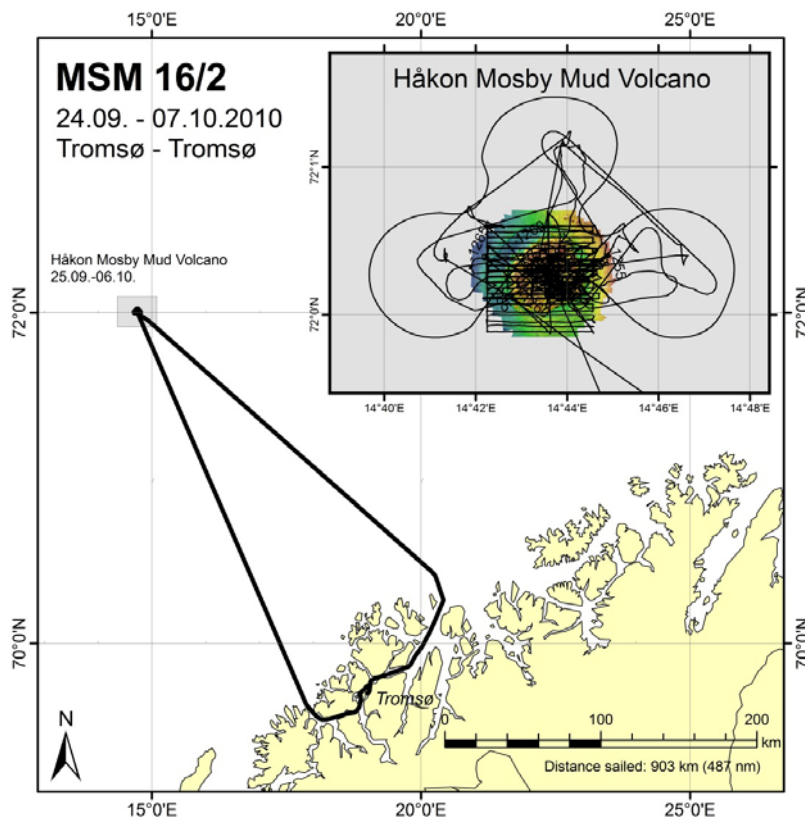 15°0'E 20°0'E 25°0'E
MSM 16/2
24.09. - 07.10.2010
Tromsø - Tromsø
Håkon Mosby Mud Volcano
72°1'N
72°0'N
14°40'E 14°42'E 14°44'E 14°46'E 14°48'E
Håkon Mosby Mud Volcano
25.09.-06.10.
72°0'N 72°0'N
70°0'N 70°0'N
Tromsø
N
0 100 200
km
Distance sailed: 903 km (487 nm)
15°0'E 20°0'E 25°0'E